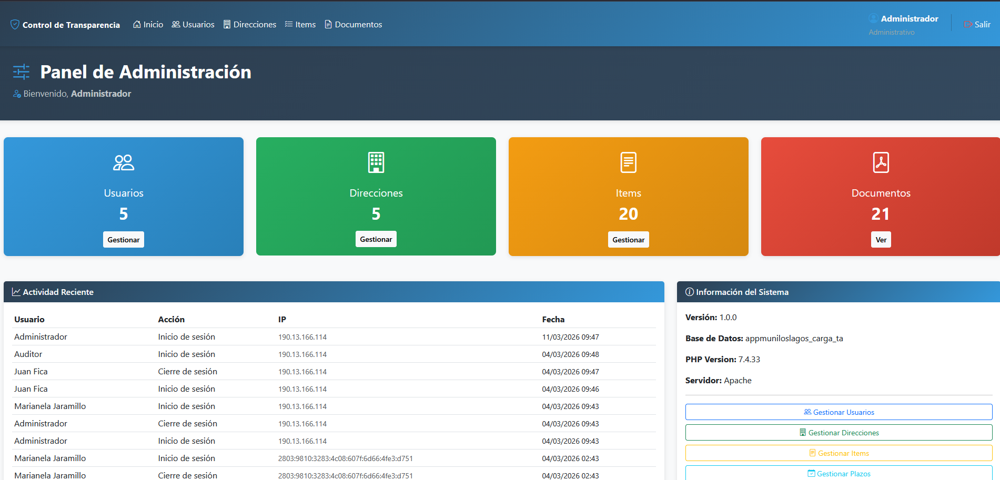 Control de Transparencia Inicio Usuarios Direcciones Items Documentos
Administrador
Administrativo
Salir
Panel de Administración
Bienvenido, Administrador
Usuarios
5
Gestionar
Direcciones
5
Gestionar
Items
20
Gestionar
Documentos
21
Ver
Actividad Reciente
Usuario Acción IP Fecha
Administrador Inicio de sesión 190.13.166.114 11/03/2026 09:47
Auditor Inicio de sesión 190.13.166.114 04/03/2026 09:48
Juan Fica Cierre de sesión 190.13.166.114 04/03/2026 09:47
Juan Fica Inicio de sesión 190.13.166.114 04/03/2026 09:46
Marianela Jaramillo Inicio de sesión 190.13.166.114 04/03/2026 09:43
Administrador Cierre de sesión 190.13.166.114 04/03/2026 09:43
Administrador Inicio de sesión 190.13.166.114 04/03/2026 09:43
Marianela Jaramillo Inicio de sesión 2803:9810:3283:4c08:607f:6d66:4fe3:d751 04/03/2026 02:43
Marianela Jaramillo Cierre de sesión 2803:9810:3283:4c08:607f:6d66:4fe3:d751 04/03/2026 02:43
Información del Sistema
Versión: 1.0.0
Base de Datos: appmuniloslagos_carga_ta
PHP Version: 7.4.33
Servidor: Apache
Gestionar Usuarios
Gestionar Direcciones
Gestionar Items
Gestionar Plazos